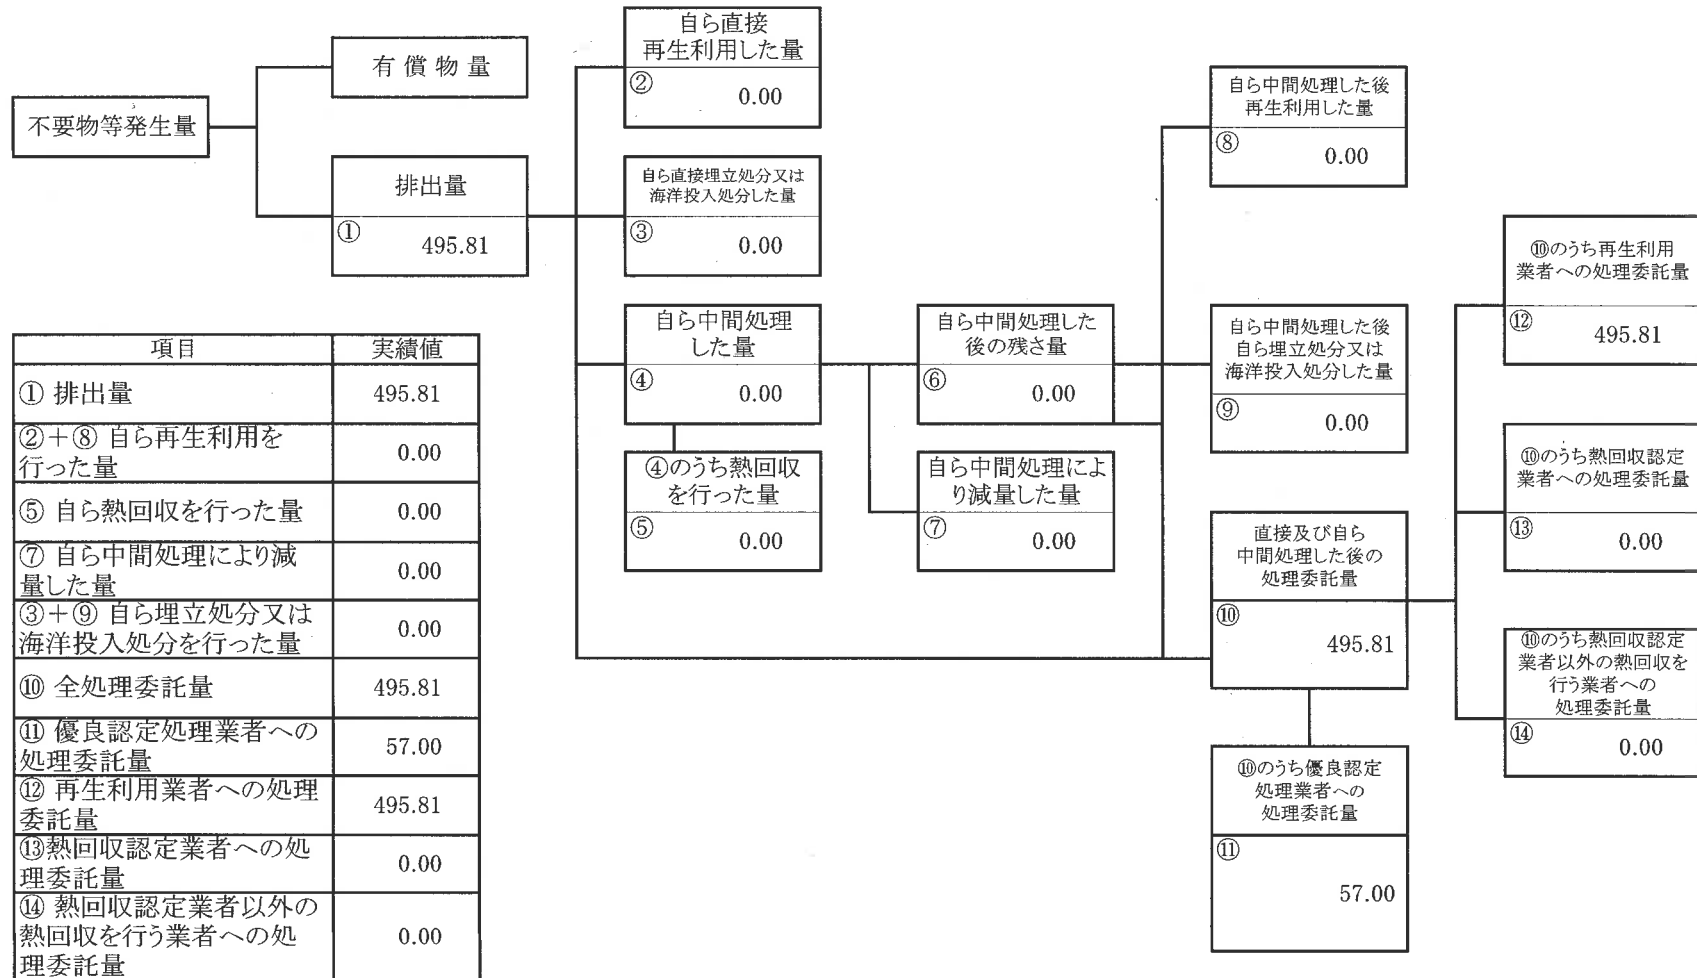 不要物等発生量
有償物量
排出量
①
495.81
自ら直接
再生利用した量
②
0.00
自ら直接埋立処分又は
海洋投入処分した量
③
0.00
自ら中間処理
した量
④
0.00
④のうち熱回収
を行った量
⑤
0.00
自ら中間処理した
後の残さ量
⑥
0.00
自ら中間処理によ
り減量した量
⑦
0.00
自ら中間処理した後
再生利用した量
⑧
0.00
自ら中間処理した後
自ら埋立処分又は
海洋投入処分した量
⑨
0.00
直接及び自ら
中間処理した後の
処理委託量
⑩
495.81
⑩のうち優良認定
処理業者への
処理委託量
⑪
57.00
⑩のうち再生利用
業者への処理委託量
⑫
495.81
⑩のうち熱回収認定
業者への処理委託量
⑬
0.00
⑩のうち熱回収認定
業者以外の熱回収を
行う業者への
処理委託量
⑭
0.00
項目 実績値
① 排出量 495.81
②+⑧ 自ら再生利用を
行った量 0.00
⑤ 自ら熱回収を行った量 0.00
⑦ 自ら中間処理により減
量した量 0.00
③+⑨ 自ら埋立処分又は
海洋投入処分を行った量 0.00
⑩ 全処理委託量 495.81
⑪ 優良認定処理業者への
処理委託量 57.00
⑫ 再生利用業者への処理
委託量 495.81
⑬熱回収認定業者への処
理委託量 0.00
⑭ 熱回収認定業者以外の
熱回収を行う業者への処
理委託量 0.00